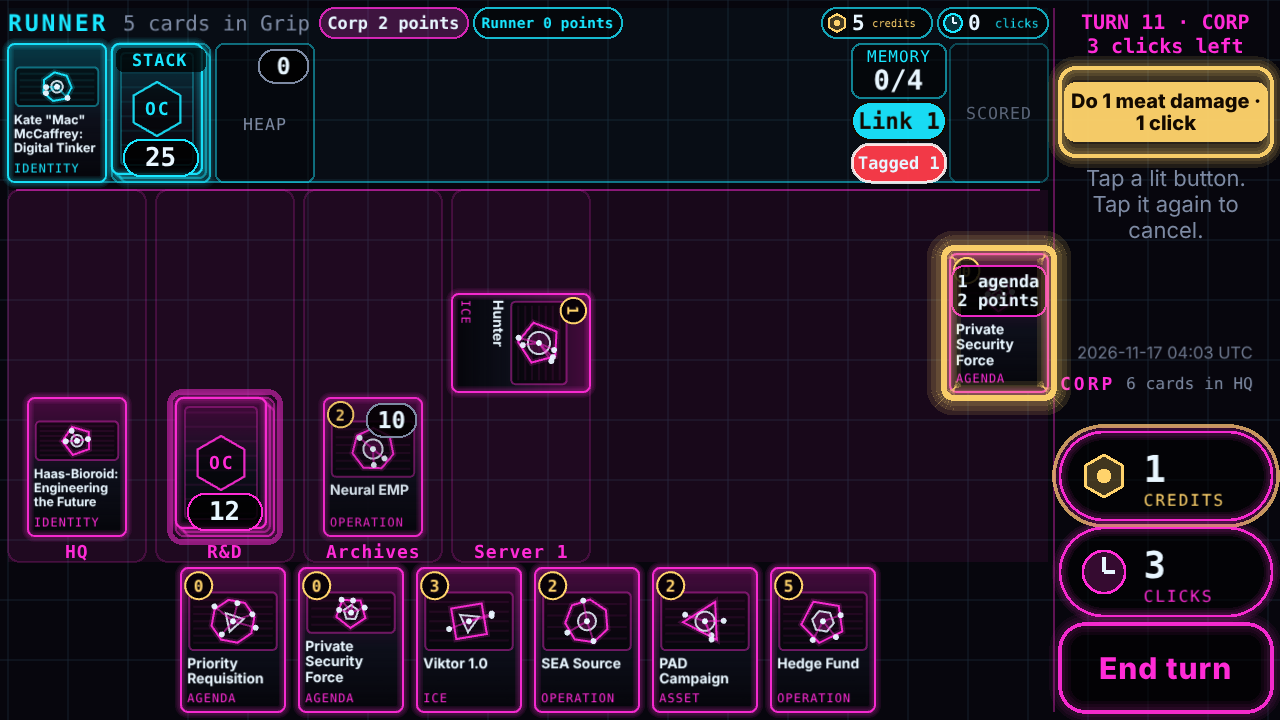 RUNNER 5 cards in Grip
Corp 2 points
Runner 0 points
5 credits
0 clicks
TURN 11 · CORP
3 clicks left
Kate "Mac"
McCaffrey:
Digital Tinker
IDENTITY
STACK
OC
25
0
HEAP
MEMORY
0/4
Link 1
Tagged 1
SCORED
Do 1 meat damage ·
1 click
Tap a lit button.
Tap it again to
cancel.
Hunter
ICE
1
1 agenda
2 points
Private
Security
Force
AGENDA
2026-11-17 04:03 UTC
CORP 6 cards in HQ
Haas-Bioroid:
Engineering
the Future
IDENTITY
HQ
OC
12
R&D
2
10
Neural EMP
OPERATION
Archives
Server 1
1
CREDITS
3
CLICKS
End turn
0
Priority
Requisition
AGENDA
0
Private
Security
Force
AGENDA
3
Viktor 1.0
ICE
2
SEA Source
OPERATION
2
PAD
Campaign
ASSET
5
Hedge Fund
OPERATION